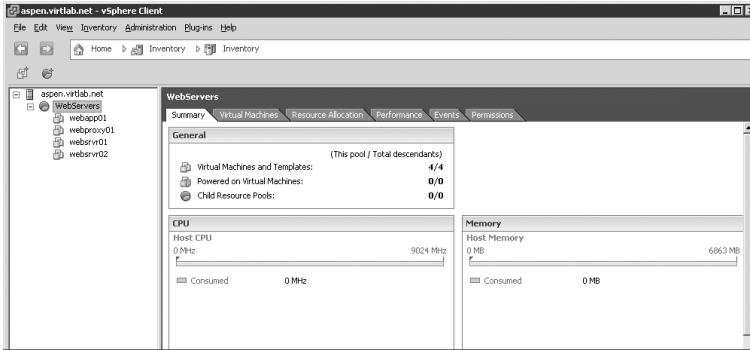 aspen.virtlab.net - vSphere Client
File Edit View Inventory Administration Plug-ins Help
Home Inventory Inventory
aspen.virtlab.net
WebServers
webapp01
webproxy01
websrvr01
websrvr02
WebServers
Summary Virtual Machines Resource Allocation Performance Events Permissions
General
(This pool / Total descendants)
Virtual Machines and Templates: 4/4
Powered on Virtual Machines: 0/0
Child Resource Pools: 0/0
CPU
Host CPU
0 MHz 9024 MHz
Consumed 0 MHz
Memory
Host Memory
0 MB 6863 MB
Consumed 0 MB